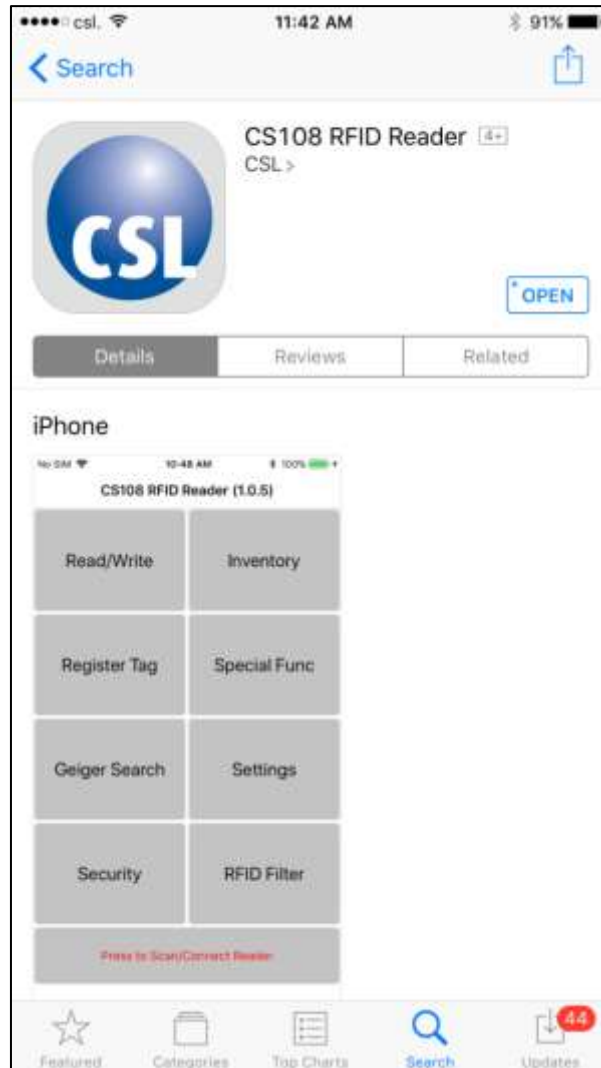 csl. 11:42 AM 91%
Search
CS108 RFID Reader 4+
CSL >
CSL
OPEN
Details Reviews Related
iPhone
No SIM 10:48 AM 100%
CS108 RFID Reader (1.0.5)
Read/Write Inventory
Register Tag Special Func
Geiger Search Settings
Security RFID Filter
Press to Scan/Connect Reader
44
Featured Categories Top Charts Search Updates